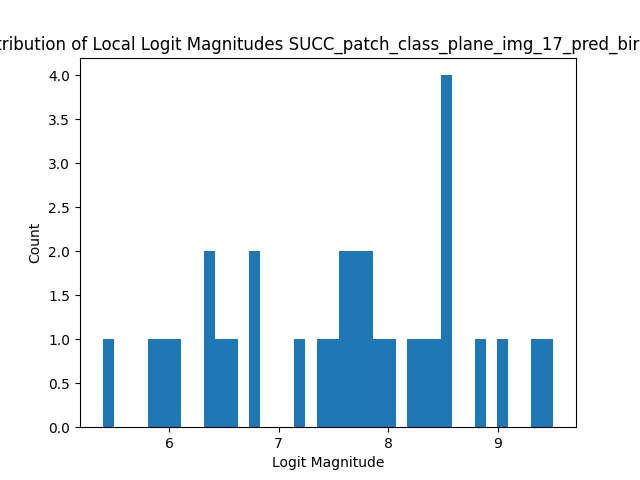 tribution of Local Logit Magnitudes SUCC_patch_class_plane_img_17_pred_bir
4.0
3.5
3.0
2.5
2.0
1.5
1.0
0.5
0.0
Count
6 7 8 9
Logit Magnitude